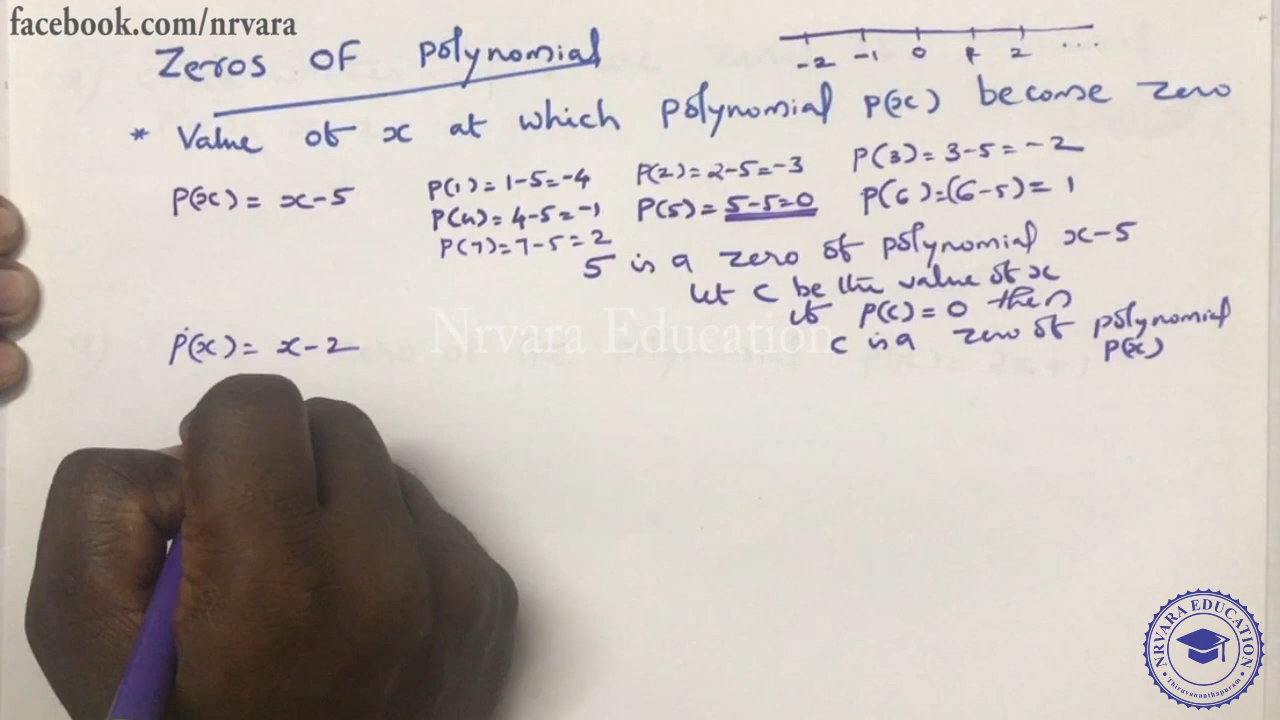 facebook.com/nrvara
Zeros OF polynomial
-2 -1 0 1 2 ...
* Value of x at which polynomial P(x) become zero
P(x) = x-5
P(1) = 1-5 = -4 P(2) = 2-5 = -3 P(3) = 3-5 = -2
P(4) = 4-5 = -1 P(5) = 5-5=0 P(6) = (6-5) = 1
P(7) = 7-5 = 2
5 is a zero of polynomial x-5
let c be the value of x
if P(c) = 0 then
c is a zero of polynomial
P(x)
P(x) = x-2
Nrvara Education
NRVARA EDUCATION
Thiruvananthapuram